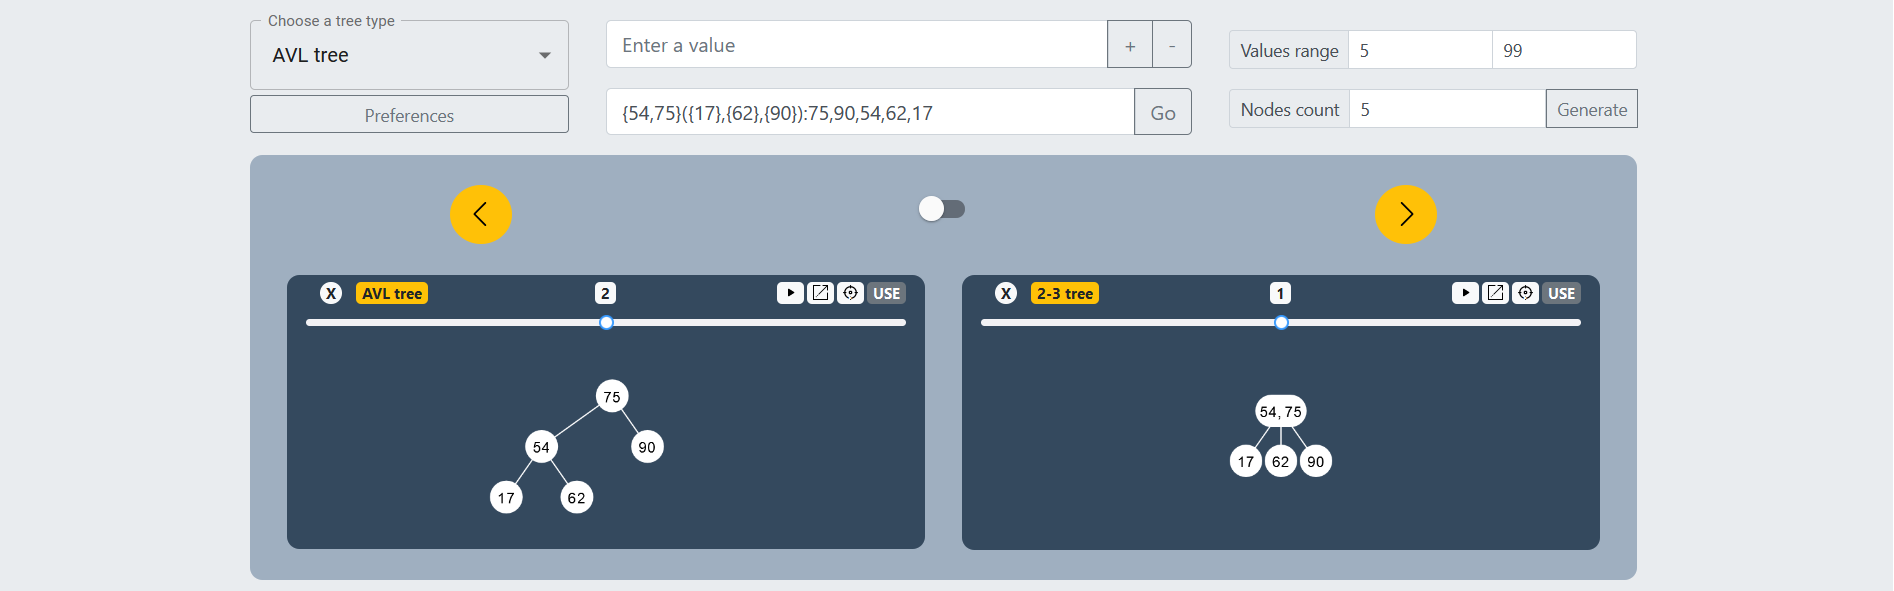 Choose a tree type
AVL tree
Preferences
Enter a value
+
-
{54,75}({17},{62},{90}):75,90,54,62,17
Go
Values range
5
99
Nodes count
5
Generate
X
AVL tree
2
USE
75
54
90
17
62
X
2-3 tree
1
USE
54,75
17
62
90